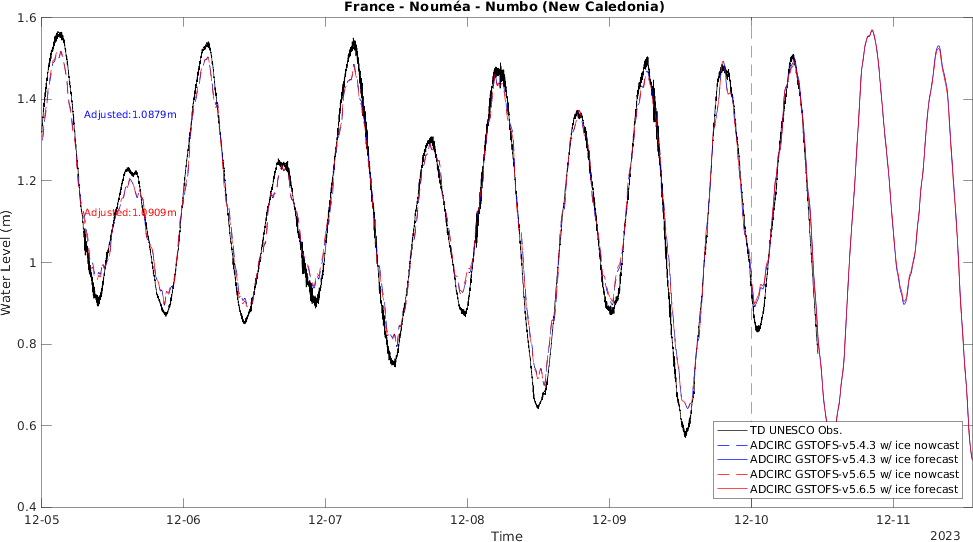 France - Nouméa - Numbo (New Caledonia)
1.6
1.4
1.2
1
0.8
0.6
0.4
Water Level (m)
Adjusted:1.0879m
Adjusted:1.0909m
TD UNESCO Obs.
ADCIRC GSTOFS-v5.4.3 w/ ice nowcast
ADCIRC GSTOFS-v5.4.3 w/ ice forecast
ADCIRC GSTOFS-v5.6.5 w/ ice nowcast
ADCIRC GSTOFS-v5.6.5 w/ ice forecast
12-05 12-06 12-07 12-08 12-09 12-10 12-11
Time
2023